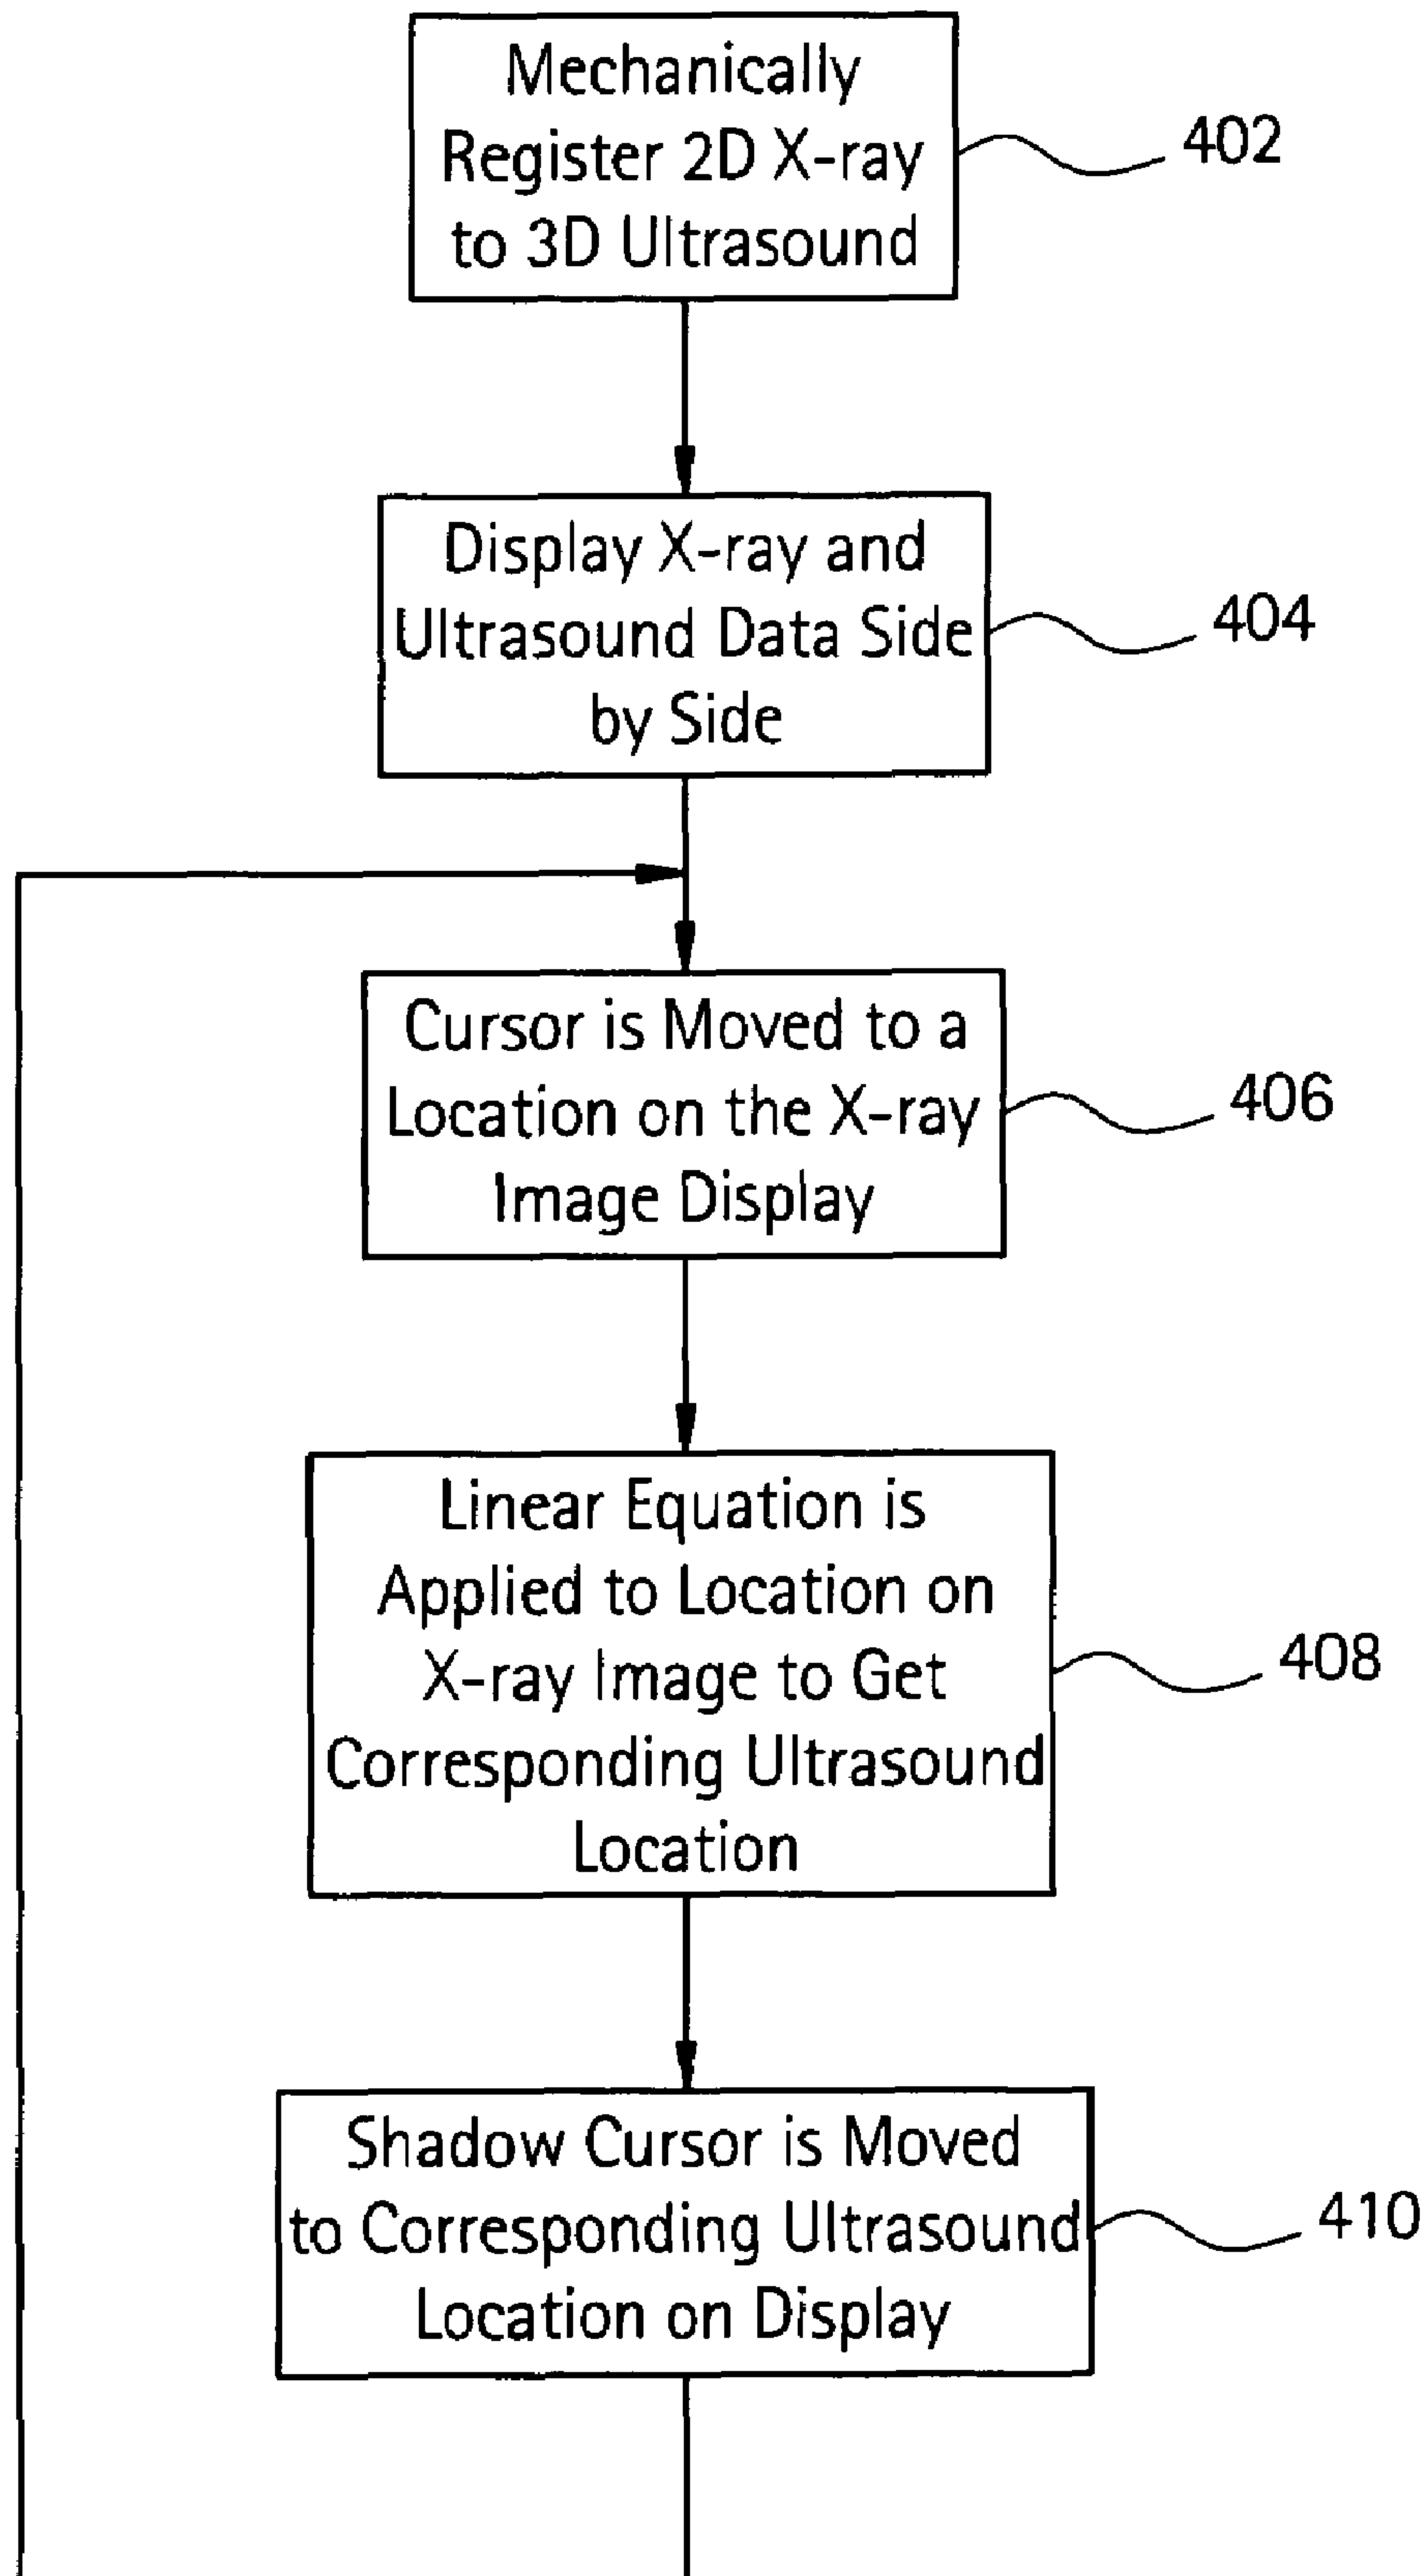 Mechanically
Register 2D X-ray
to 3D Ultrasound
402
Display X-ray and
Ultrasound Data Side
by Side
404
Cursor is Moved to a
Location on the X-ray
Image Display
406
Linear Equation is
Applied to Location on
X-ray Image to Get
Corresponding Ultrasound
Location
408
Shadow Cursor is Moved
to Corresponding Ultrasound
Location on Display
410